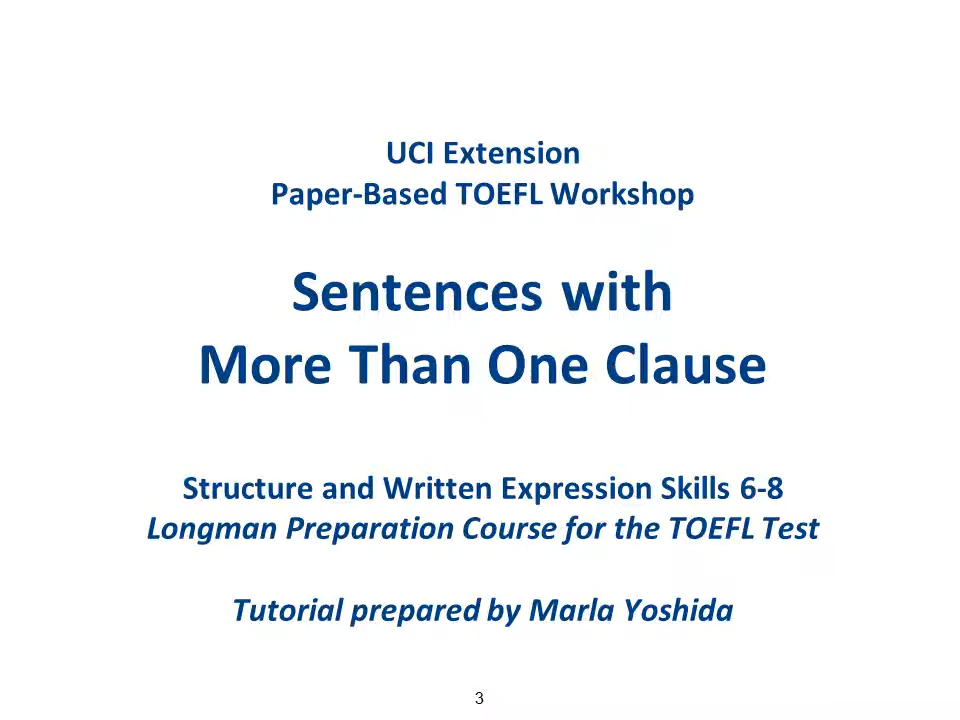 UCI Extension
Paper-Based TOEFL Workshop
Sentences with
More Than One Clause
Structure and Written Expression Skills 6-8
Longman Preparation Course for the TOEFL Test
Tutorial prepared by Marla Yoshida
3